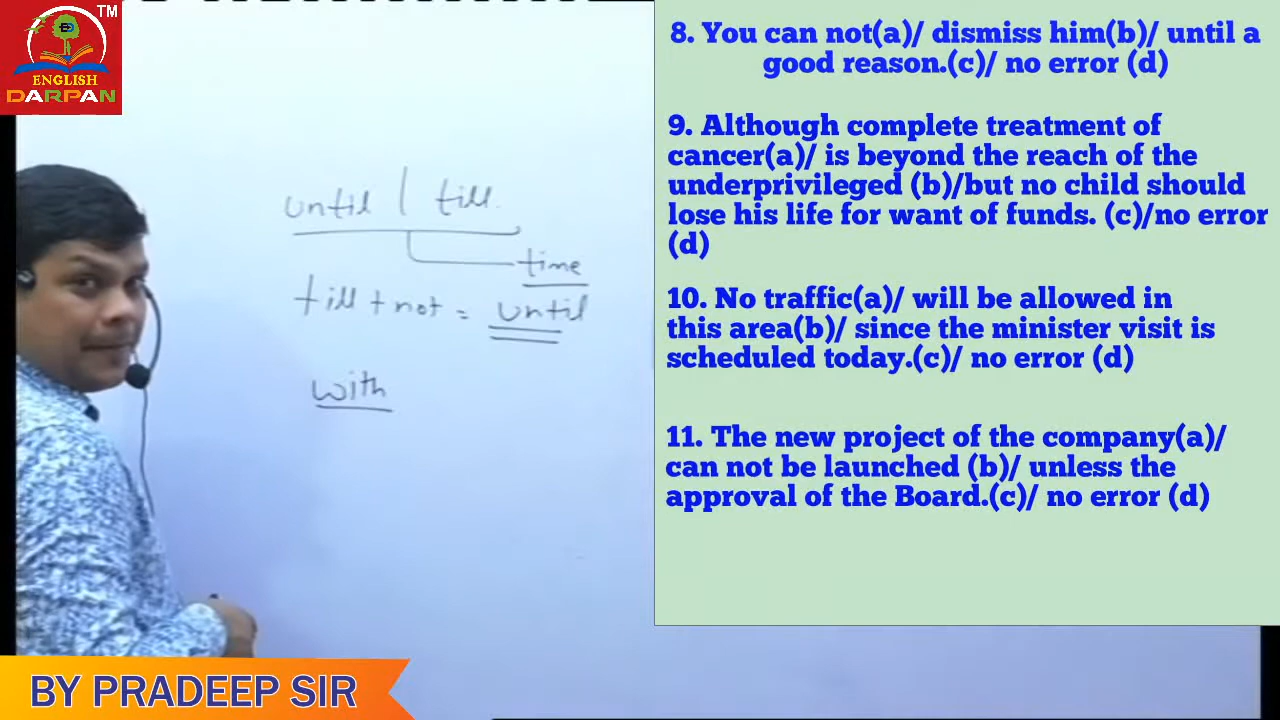 TM
ENGLISH
DARPAN
until | till.
time
till + not = until
with
8. You can not(a)/ dismiss him(b)/ until a
good reason.(c)/ no error (d)
9. Although complete treatment of
cancer(a)/ is beyond the reach of the
underprivileged (b)/but no child should
lose his life for want of funds. (c)/no error
(d)
10. No traffic(a)/ will be allowed in
this area(b)/ since the minister visit is
scheduled today.(c)/ no error (d)
11. The new project of the company(a)/
can not be launched (b)/ unless the
approval of the Board.(c)/ no error (d)
BY PRADEEP SIR